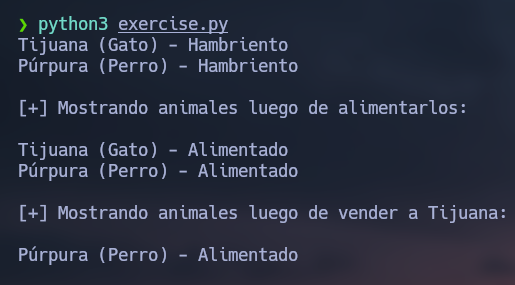 ❯ python3 exercise.py
Tijuana (Gato) - Hambriento
Púrpura (Perro) - Hambriento
[+] Mostrando animales luego de alimentarlos:
Tijuana (Gato) - Alimentado
Púrpura (Perro) - Alimentado
[+] Mostrando animales luego de vender a Tijuana:
Púrpura (Perro) - Alimentado